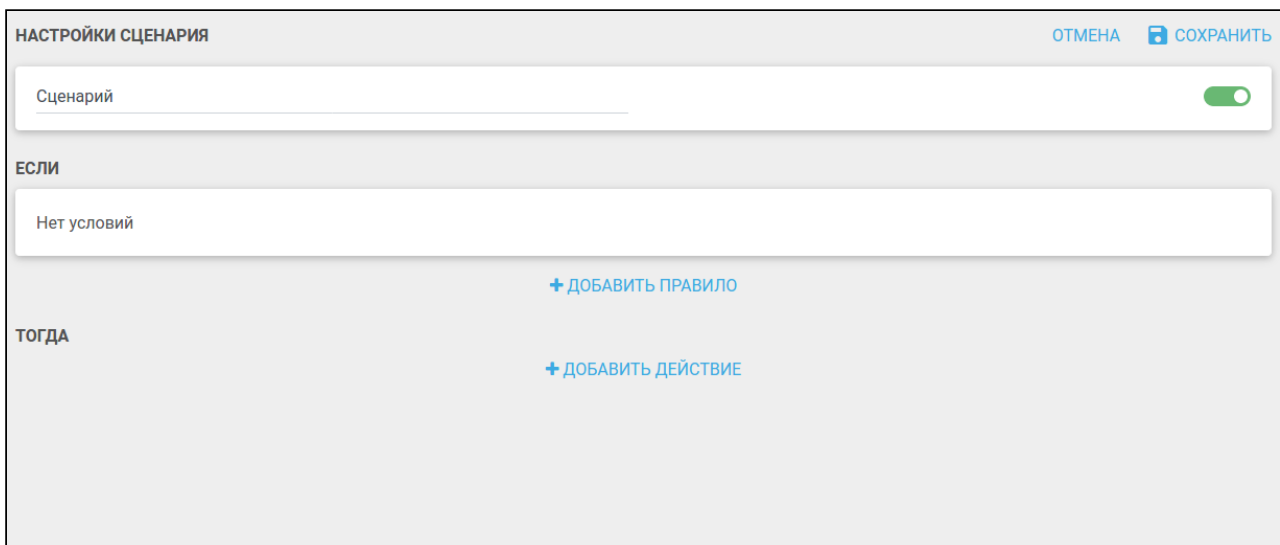 НАСТРОЙКИ СЦЕНАРИЯ ОТМЕНА СОХРАНИТЬ
Сценарий
ЕСЛИ
Нет условий
+ ДОБАВИТЬ ПРАВИЛО
ТОГДА
+ ДОБАВИТЬ ДЕЙСТВИЕ